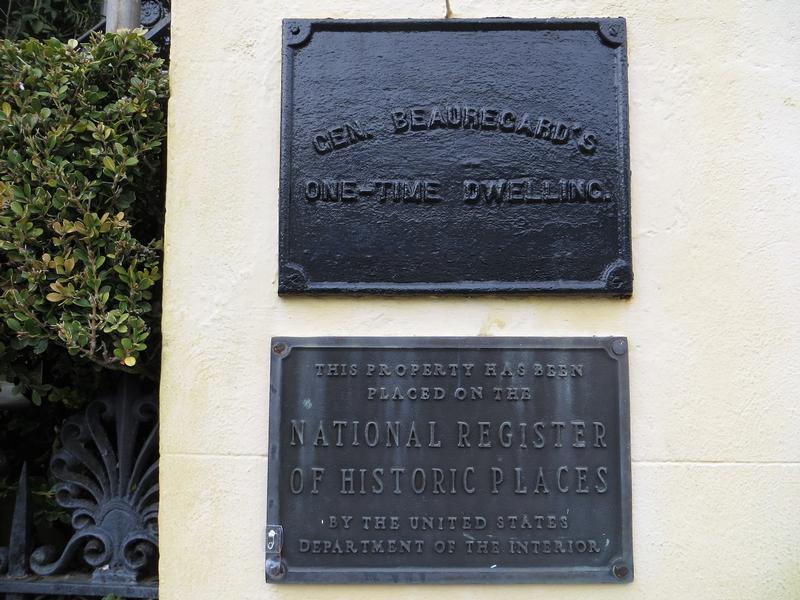 GEN. BEAUREGARD'S
ONE-TIME DWELLING.
THIS PROPERTY HAS BEEN
PLACED ON THE
NATIONAL REGISTER
OF HISTORIC PLACES
BY THE UNITED STATES
DEPARTMENT OF THE INTERIOR